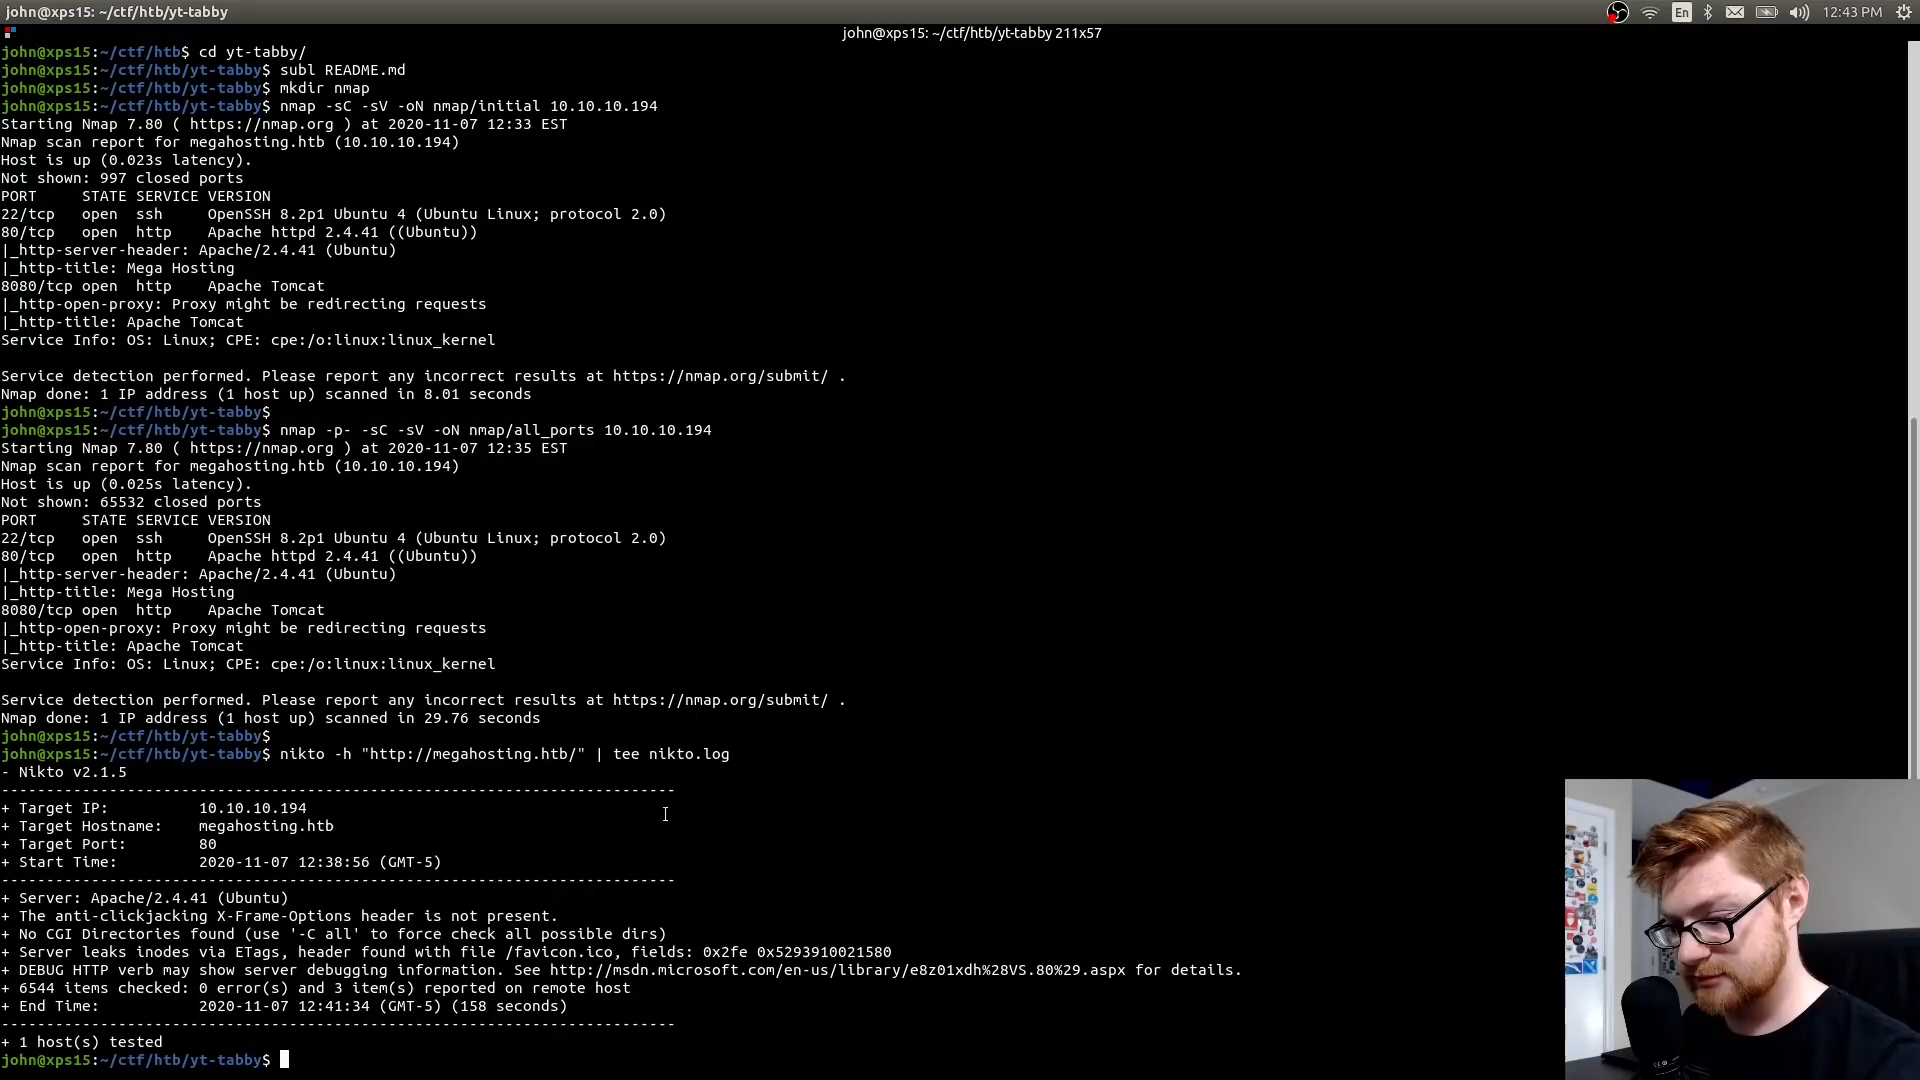 john@xps15: ~/ctf/htb/yt-tabby
En
12:43 PM
john@xps15: ~/ctf/htb/yt-tabby 211x57
john@xps15:~/ctf/htb$ cd yt-tabby/
john@xps15:~/ctf/htb/yt-tabby$ subl README.md
john@xps15:~/ctf/htb/yt-tabby$ mkdir nmap
john@xps15:~/ctf/htb/yt-tabby$ nmap -sC -sV -oN nmap/initial 10.10.10.194
Starting Nmap 7.80 ( https://nmap.org ) at 2020-11-07 12:33 EST
Nmap scan report for megahosting.htb (10.10.10.194)
Host is up (0.023s latency).
Not shown: 997 closed ports
PORT     STATE SERVICE VERSION
22/tcp   open  ssh     OpenSSH 8.2p1 Ubuntu 4 (Ubuntu Linux; protocol 2.0)
80/tcp   open  http    Apache httpd 2.4.41 ((Ubuntu))
|_http-server-header: Apache/2.4.41 (Ubuntu)
|_http-title: Mega Hosting
8080/tcp open  http    Apache Tomcat
|_http-open-proxy: Proxy might be redirecting requests
|_http-title: Apache Tomcat
Service Info: OS: Linux; CPE: cpe:/o:linux:linux_kernel
Service detection performed. Please report any incorrect results at https://nmap.org/submit/ .
Nmap done: 1 IP address (1 host up) scanned in 8.01 seconds
john@xps15:~/ctf/htb/yt-tabby$
john@xps15:~/ctf/htb/yt-tabby$ nmap -p- -sC -sV -oN nmap/all_ports 10.10.10.194
Starting Nmap 7.80 ( https://nmap.org ) at 2020-11-07 12:35 EST
Nmap scan report for megahosting.htb (10.10.10.194)
Host is up (0.025s latency).
Not shown: 65532 closed ports
PORT     STATE SERVICE VERSION
22/tcp   open  ssh     OpenSSH 8.2p1 Ubuntu 4 (Ubuntu Linux; protocol 2.0)
80/tcp   open  http    Apache httpd 2.4.41 ((Ubuntu))
|_http-server-header: Apache/2.4.41 (Ubuntu)
|_http-title: Mega Hosting
8080/tcp open  http    Apache Tomcat
|_http-open-proxy: Proxy might be redirecting requests
|_http-title: Apache Tomcat
Service Info: OS: Linux; CPE: cpe:/o:linux:linux_kernel
Service detection performed. Please report any incorrect results at https://nmap.org/submit/ .
Nmap done: 1 IP address (1 host up) scanned in 29.76 seconds
john@xps15:~/ctf/htb/yt-tabby$
john@xps15:~/ctf/htb/yt-tabby$ nikto -h "http://megahosting.htb/" | tee nikto.log
- Nikto v2.1.5
---------------------------------------------------------------------------
+ Target IP:          10.10.10.194
+ Target Hostname:    megahosting.htb
+ Target Port:        80
+ Start Time:         2020-11-07 12:38:56 (GMT-5)
---------------------------------------------------------------------------
+ Server: Apache/2.4.41 (Ubuntu)
+ The anti-clickjacking X-Frame-Options header is not present.
+ No CGI Directories found (use '-C all' to force check all possible dirs)
+ Server leaks inodes via ETags, header found with file /favicon.ico, fields: 0x2fe 0x5293910021580
+ DEBUG HTTP verb may show server debugging information. See http://msdn.microsoft.com/en-us/library/e8z01xdh%28VS.80%29.aspx for details.
+ 6544 items checked: 0 error(s) and 3 item(s) reported on remote host
+ End Time:           2020-11-07 12:41:34 (GMT-5) (158 seconds)
---------------------------------------------------------------------------
+ 1 host(s) tested
john@xps15:~/ctf/htb/yt-tabby$